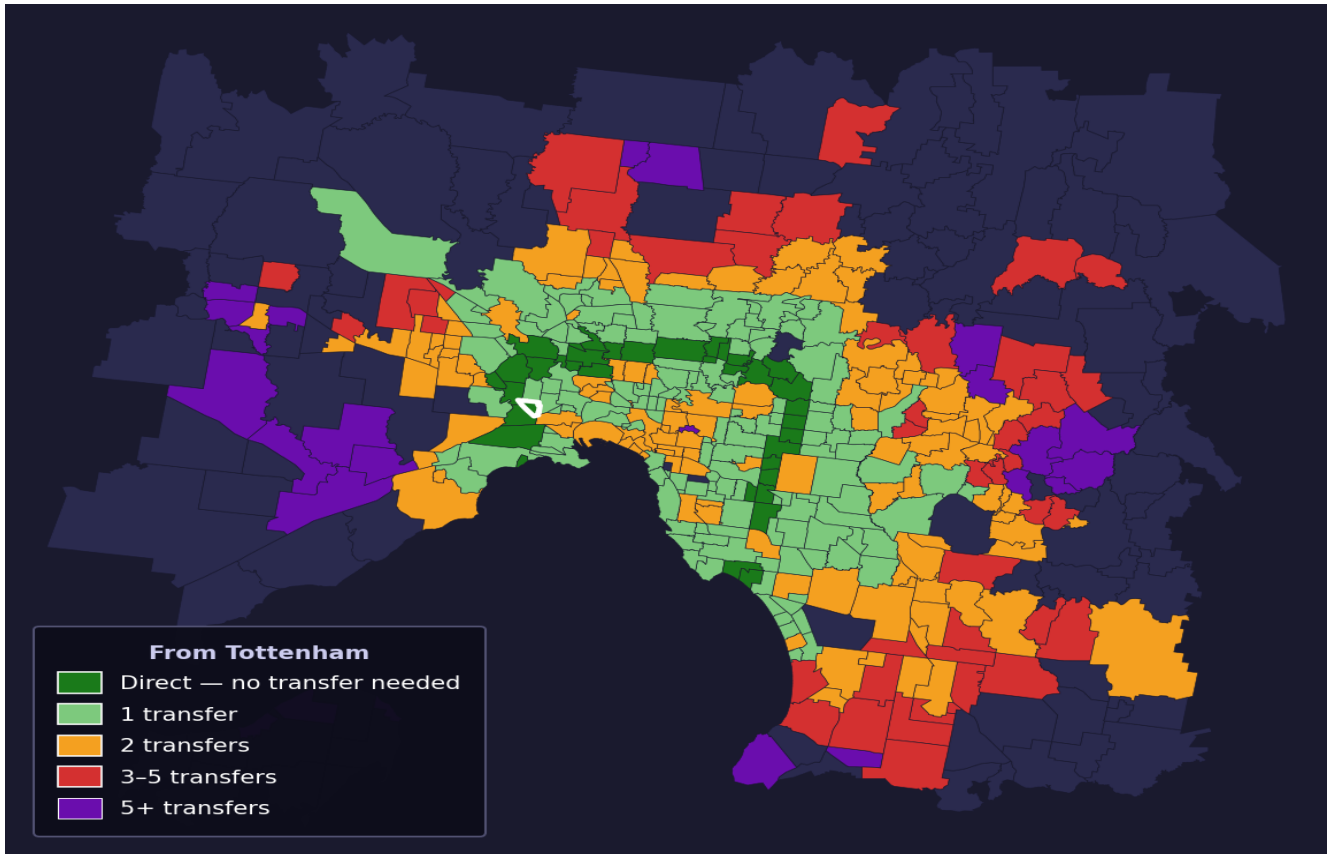 From Tottenham
Direct — no transfer needed
1 transfer
2 transfers
3–5 transfers
5+ transfers